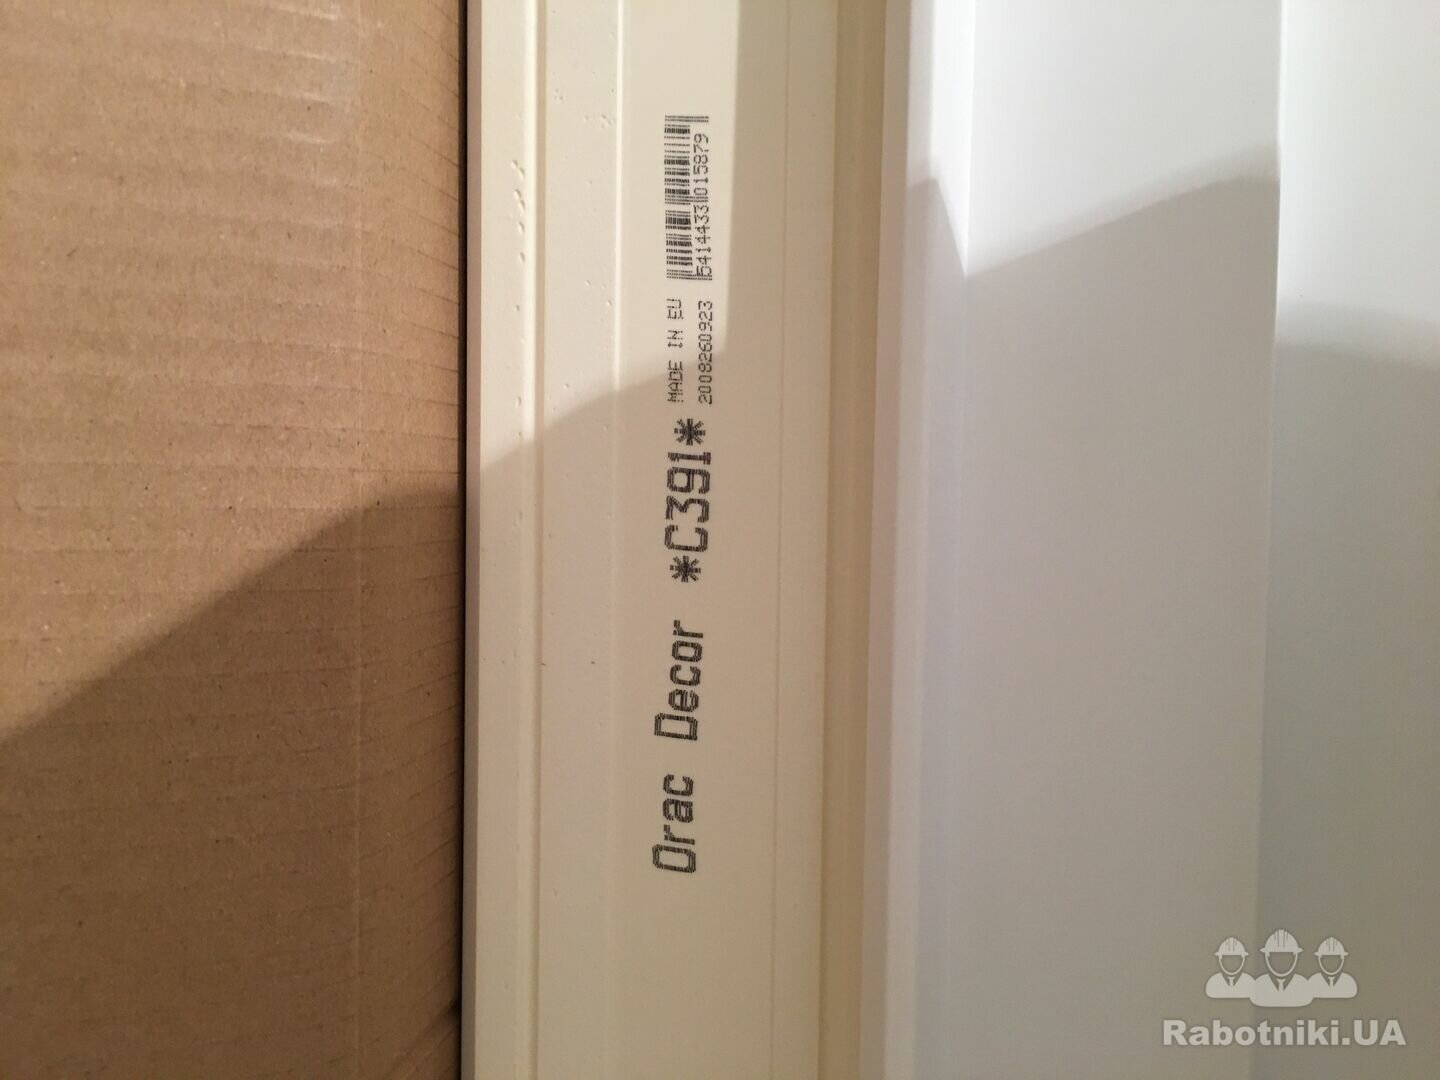 Orac Decor *C391*
MADE IN EU
2008260923
5414433015879
Rabotniki.UA